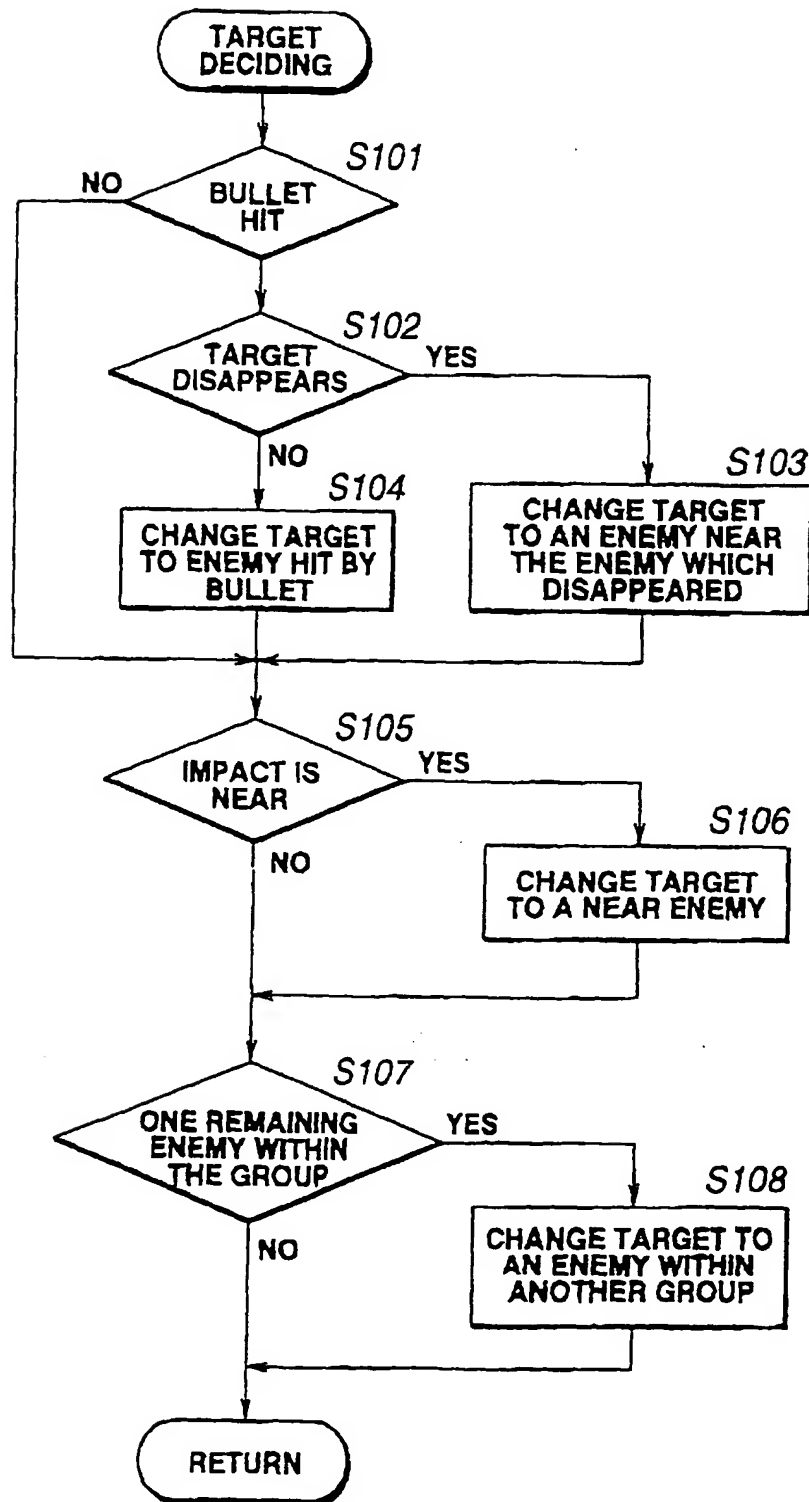 TARGET
DECIDING
S101
NO
BULLET
HIT
S102
TARGET
DISAPPEARS
YES
NO
S103
S104
CHANGE TARGET
TO ENEMY HIT BY
BULLET
CHANGE TARGET
TO AN ENEMY NEAR
THE ENEMY WHICH
DISAPPEARED
S105
IMPACT IS
NEAR
YES
NO
S106
CHANGE TARGET
TO A NEAR ENEMY
S107
ONE REMAINING
ENEMY WITHIN
THE GROUP
YES
NO
S108
CHANGE TARGET TO
AN ENEMY WITHIN
ANOTHER GROUP
RETURN